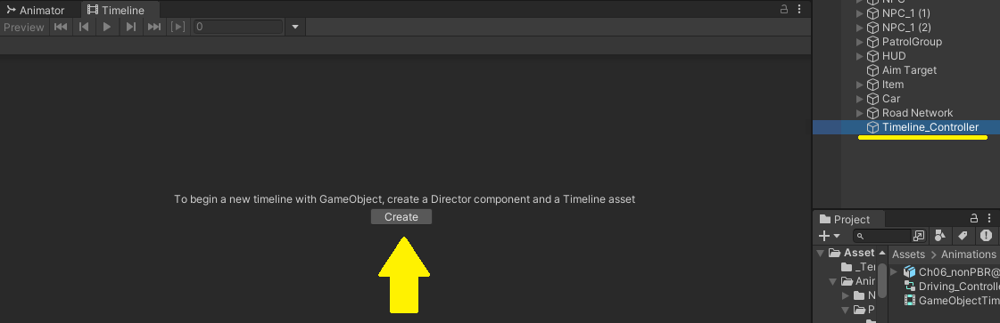 Animator
Timeline
Preview
0
To begin a new timeline with GameObject, create a Director component and a Timeline asset
Create
NPC_1 (1)
NPC_1 (2)
PatrolGroup
HUD
Aim Target
Item
Car
Road Network
Timeline_Controller
Project
Asset
_Te
Anir
N
P
Assets > Animations
Ch06_nonPBR@
Driving_Controlle
GameObjectTim